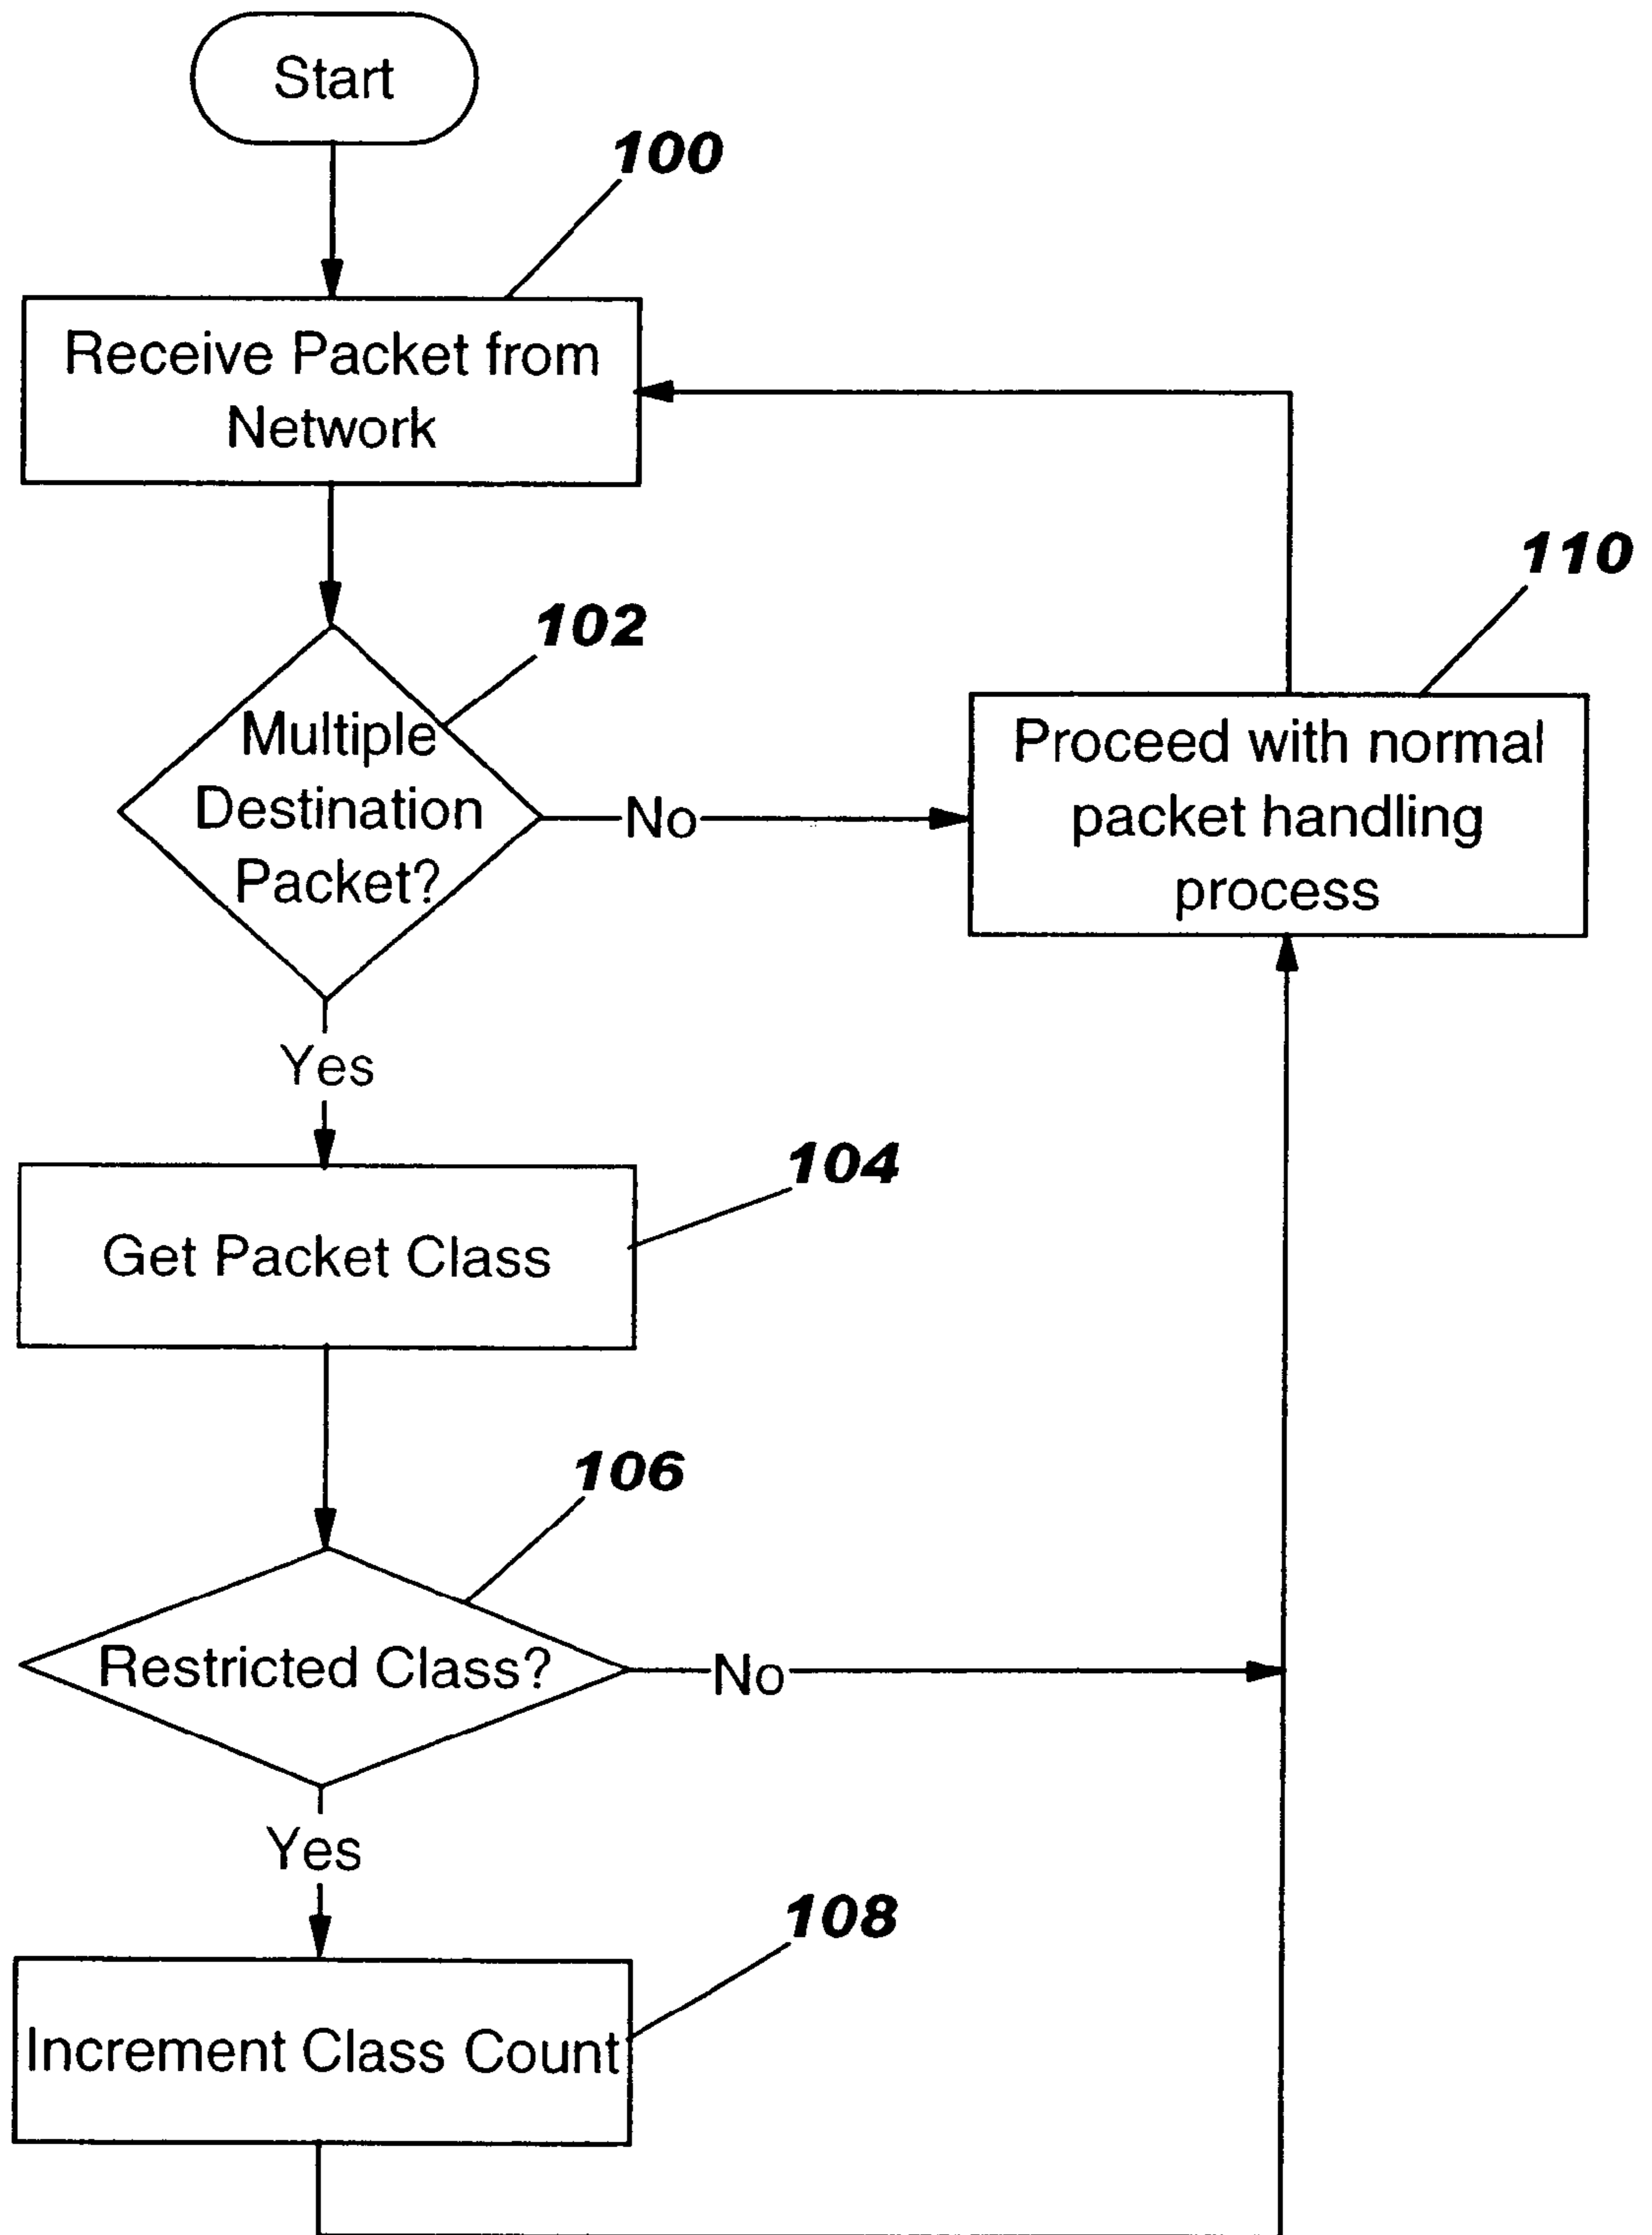 Start
100
Receive Packet from
Network
102
Multiple
Destination
Packet?
No
110
Proceed with normal
packet handling
process
Yes
104
Get Packet Class
106
Restricted Class?
No
Yes
108
Increment Class Count